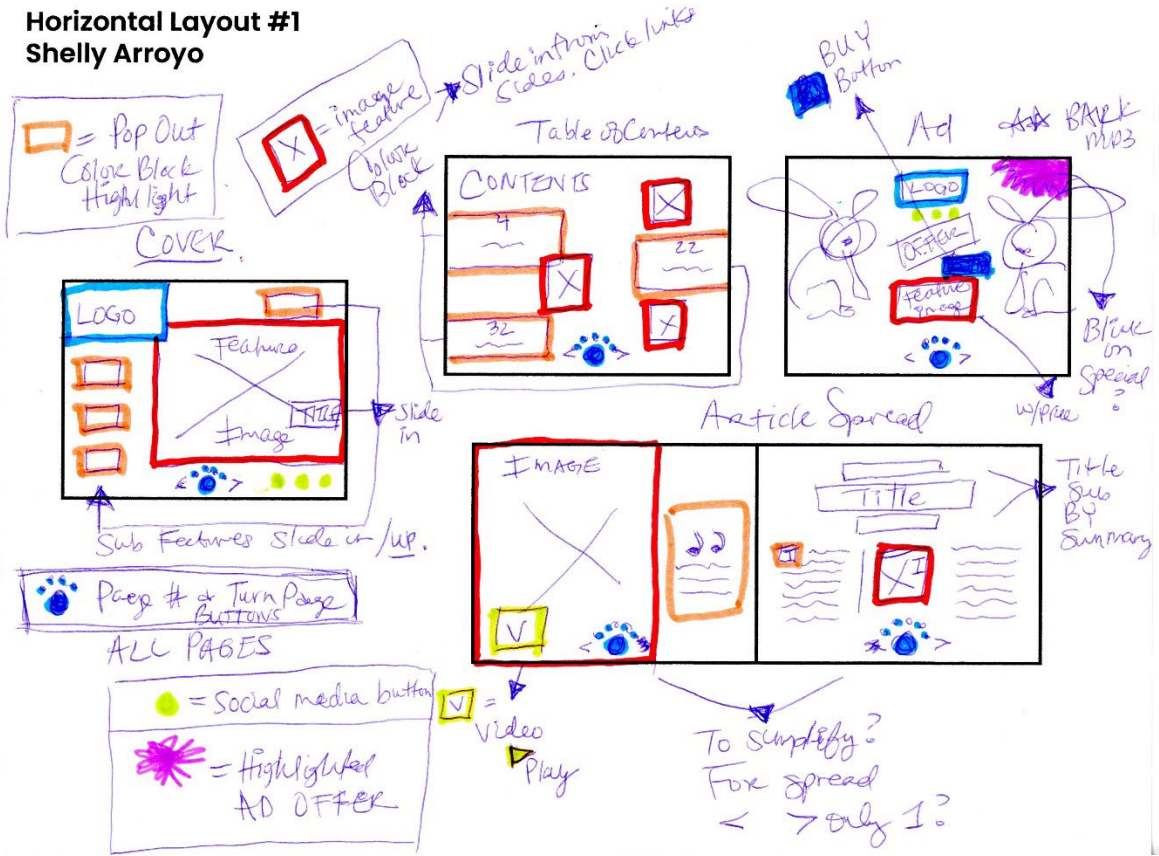 Horizontal Layout #1
Shelly Arroyo
= Pop Out
Color Block
Highlight
X
= image
feature
Color
Block
Slide in from
Sides. Click links
COVER
LOGO
Feature
Image
TITLE
Slide
in
Sub Features Slide in/up.
Page # or Turn Page
BUTTONS
ALL PAGES
= Social media button
= Highlighted
AD OFFER
Table of Contents
CONTENTS
4
X
22
X
32
X
< >
BUY
Button
Ad
BARK
MP3
LOGO
OFFER
Feature
Image
< >
Blink
on
Special
?
w/price
Article Spread
IMAGE
V
Title
I
X I
Title
Sub
BY
Summary
V =
Video
Play
To simplify?
For spread
< > only 1?